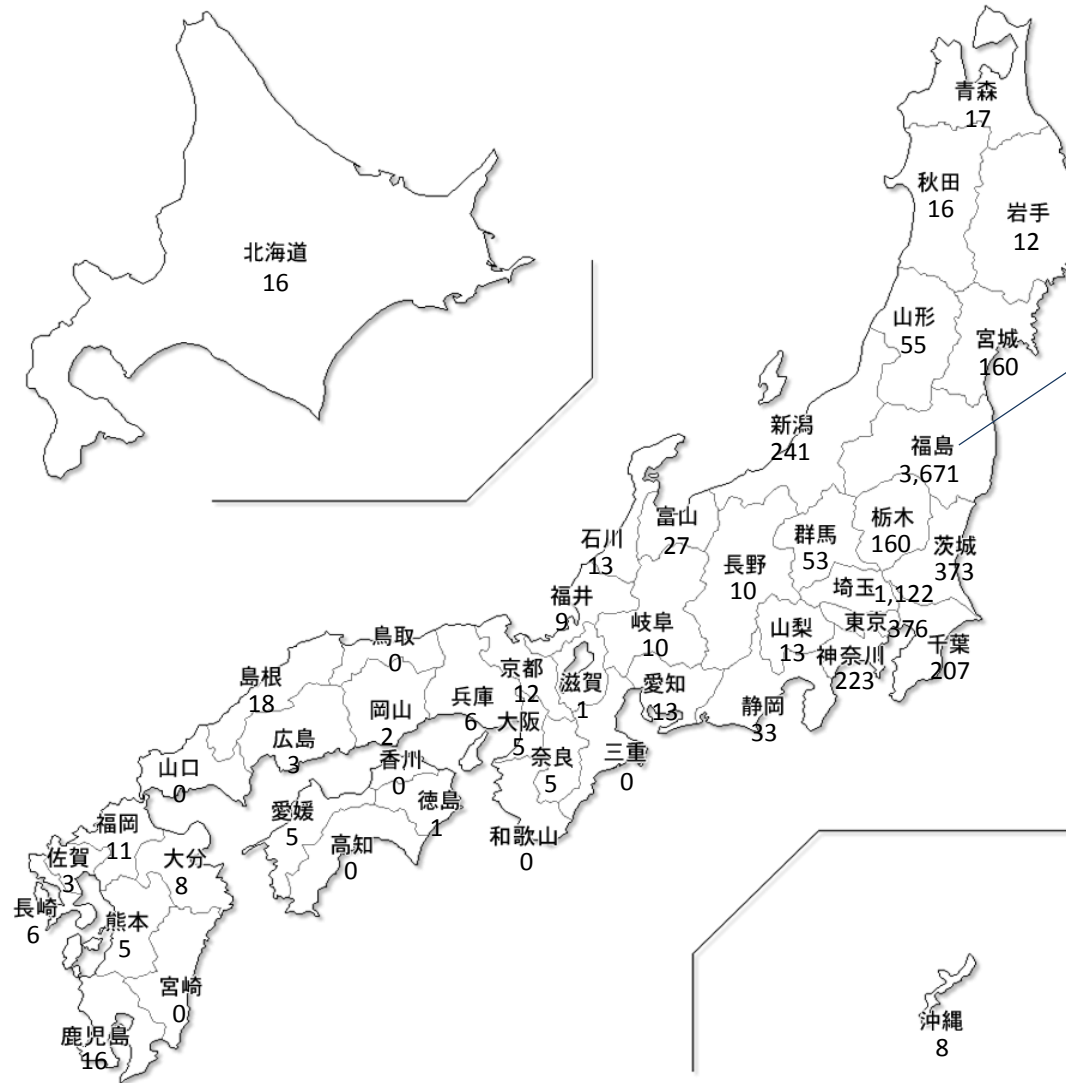 青森
17
秋田
16
岩手
12
北海道
16
山形
55
宮城
160
新潟
241
福島
3,671
富山
27
石川
13
群馬
53
栃木
160
茨城
373
長野
10
福井
9
埼玉
1,122
岐阜
10
山梨
13
東京
376
千葉
207
神奈川
223
鳥取
0
島根
18
京都
12
滋賀
1
愛知
13
静岡
33
兵庫
6
岡山
2
大阪
5
広島
3
奈良
5
三重
0
山口
0
香川
0
徳島
1
愛媛
5
高知
0
和歌山
0
福岡
11
佐賀
3
大分
8
長崎
6
熊本
5
宮崎
0
鹿児島
16
沖縄
8